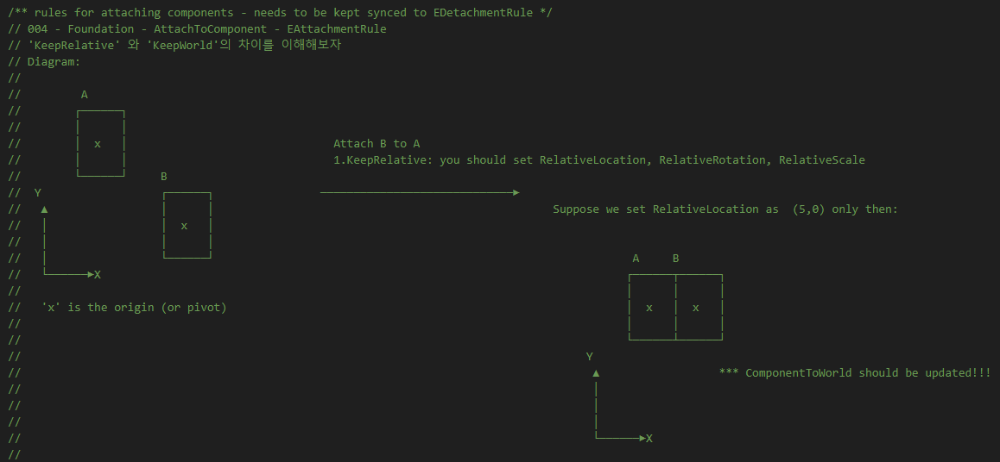 /** rules for attaching components - needs to be kept synced to EDetachmentRule */
// 004 - Foundation - AttachToComponent - EAttachmentRule
// 'KeepRelative' 와 'KeepWorld'의 차이를 이해해보자
// Diagram:
//
// A
// ┌──────┐
// │      │
// │  x   │ Attach B to A
// │      │ 1.KeepRelative: you should set RelativeLocation, RelativeRotation, RelativeScale
// └──────┘ B
// Y ┌──────┐ ─────────────────────────────►
// ▲ │      │ Suppose we set RelativeLocation as  (5,0) only then:
// │ │  x   │
// │ │      │
// │ └──────┘ A B
// └──────►X ┌──────┬──────┐
// │      │      │
// 'x' is the origin (or pivot) │  x   │  x   │
// │      │      │
// └──────┴──────┘
// Y
// ▲ *** ComponentToWorld should be updated!!!
// │
// │
// │
// └──────►X
//